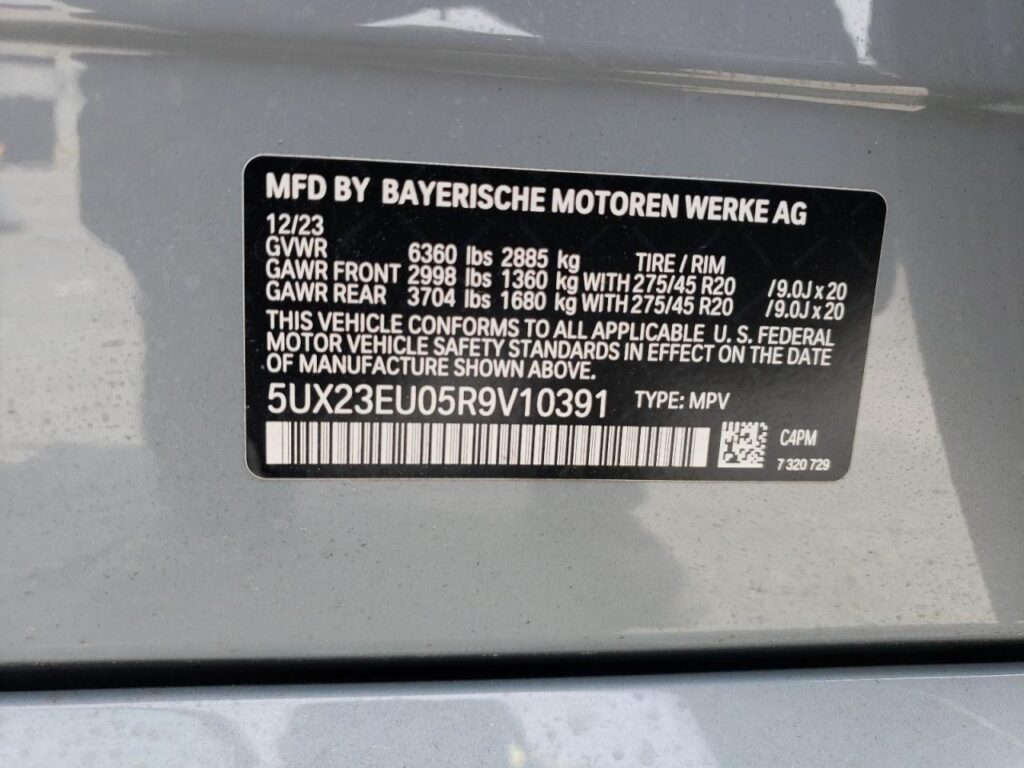 MFD BY BAYERISCHE MOTOREN WERKE AG
12/23
GVWR 6360 lbs 2885 kg TIRE / RIM
GAWR FRONT 2998 lbs 1360 kg WITH 275/45 R20 /9.0J x 20
GAWR REAR 3704 lbs 1680 kg WITH 275/45 R20 /9.0J x 20
THIS VEHICLE CONFORMS TO ALL APPLICABLE U. S. FEDERAL
MOTOR VEHICLE SAFETY STANDARDS IN EFFECT ON THE DATE
OF MANUFACTURE SHOWN ABOVE.
5UX23EU05R9V10391 TYPE: MPV
C4PM
7 320 729